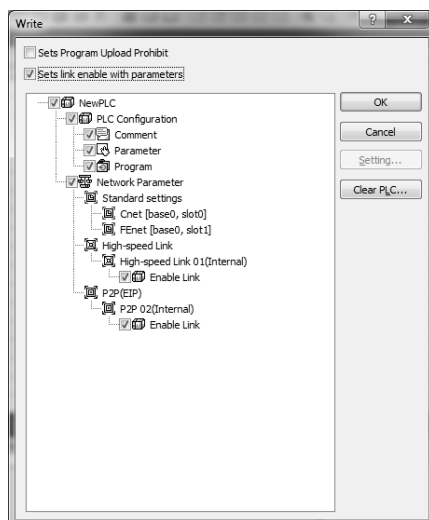 Write
Sets Program Upload Prohibit
Sets link enable with parameters
NewPLC
PLC Configuration
Comment
Parameter
Program
Network Parameter
Standard settings
Cnet [base0, slot0]
FEnet [base0, slot1]
High-speed Link
High-speed Link 01(Internal)
Enable Link
P2P(EIP)
P2P 02(Internal)
Enable Link
OK
Cancel
Setting...
Clear PLC...